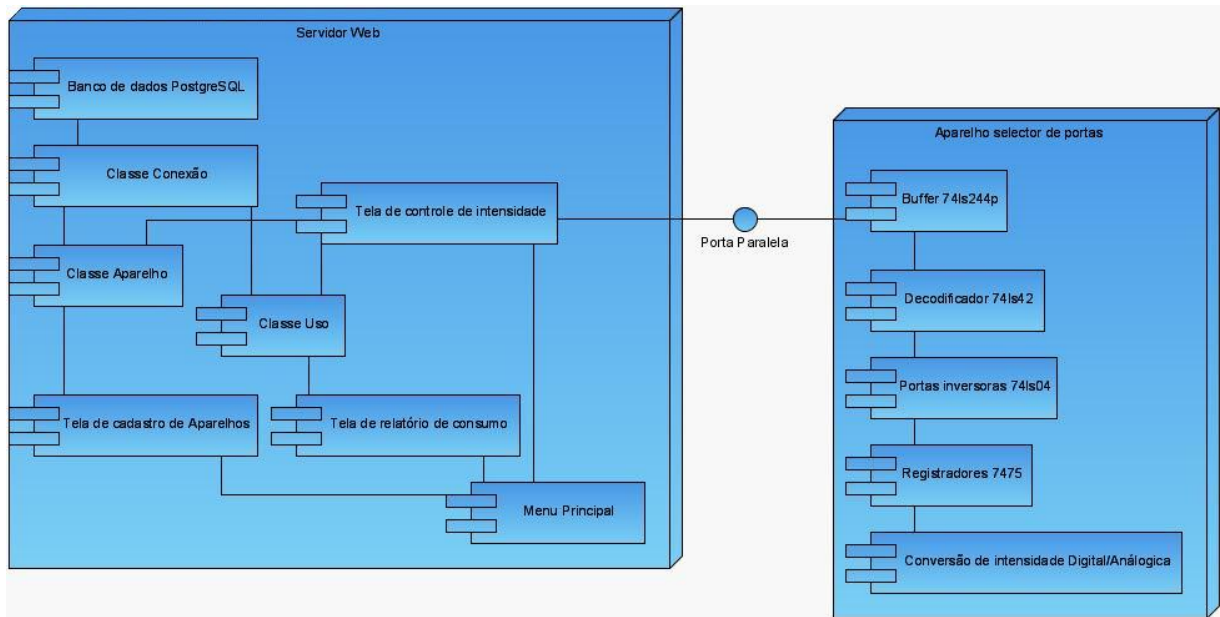 Servidor Web
Banco de dados PostgreSQL
Classe Conexão
Tela de controle de intensidade
Classe Aparelho
Classe Uso
Tela de cadastro de Aparelhos
Tela de relatório de consumo
Menu Principal
Porta Paralela
Aparelho selector de portas
Buffer 74ls244p
Decodificador 74ls42
Portas inversoras 74ls04
Registradores 7475
Conversão de intensidade Digital/Análogica